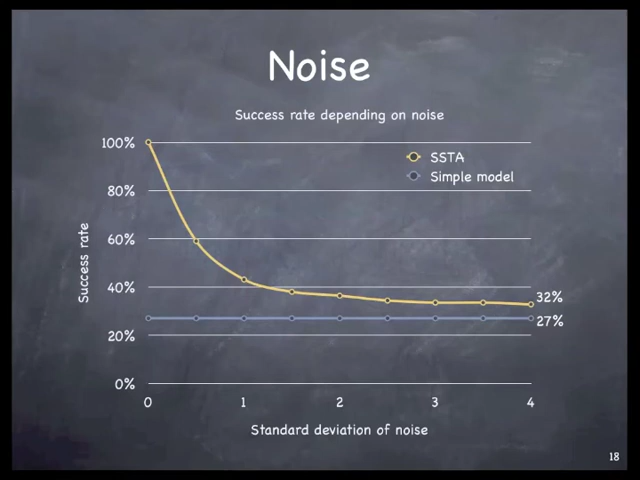 Noise
Success rate depending on noise
100%
SSTA
Simple model
80%
60%
Success rate
40%
32%
27%
20%
0%
0 1 2 3 4
Standard deviation of noise
18